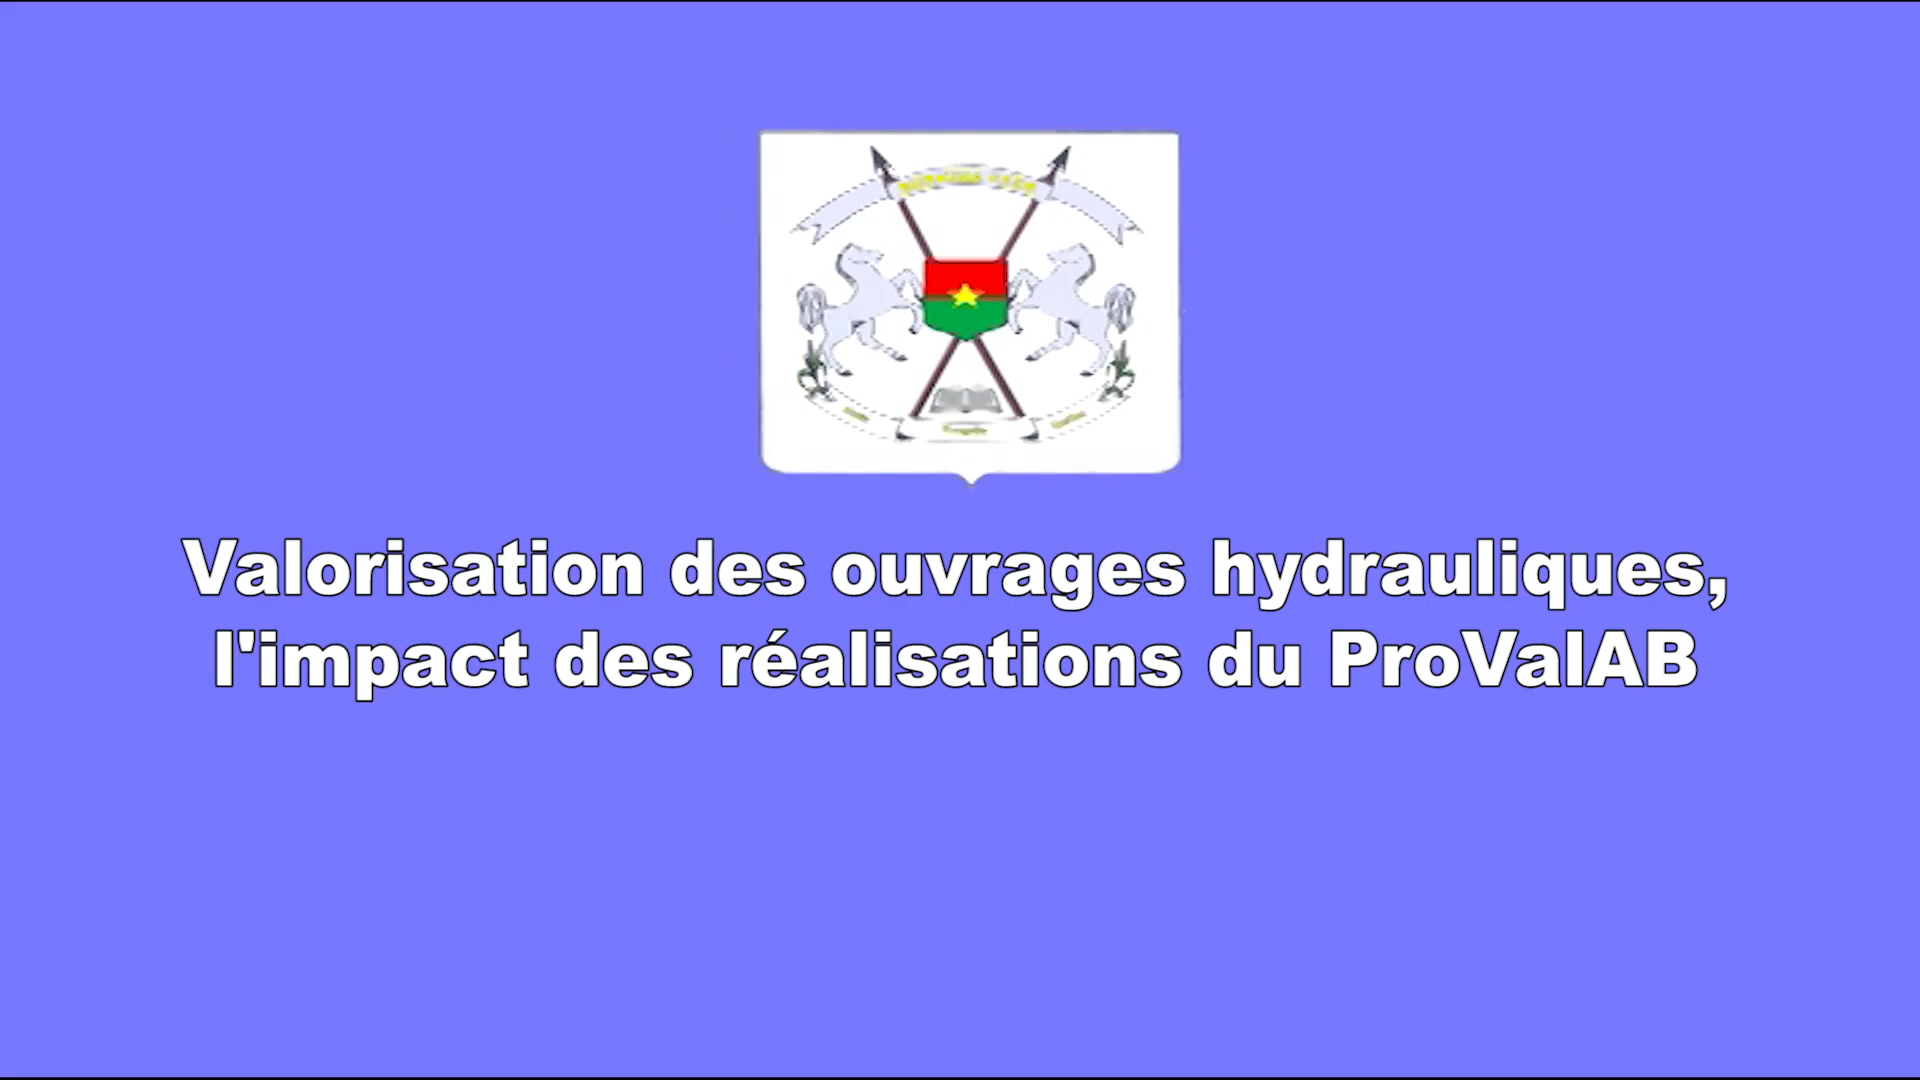 Valorisation des ouvrages hydrauliques,
l'impact des réalisations du ProValAB